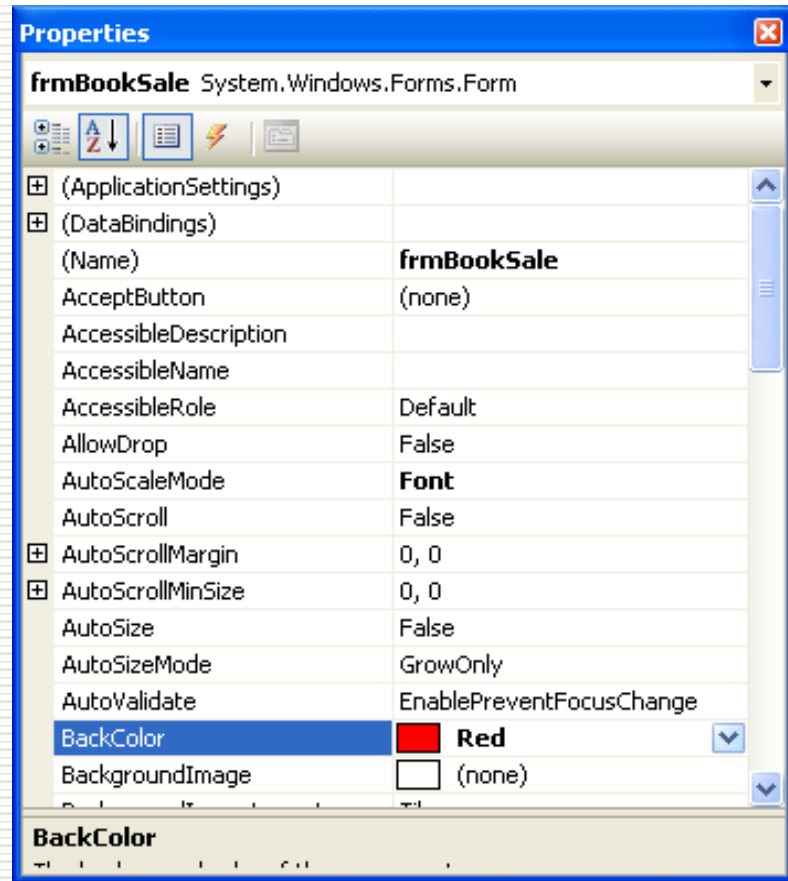 Properties
frmBookSale System.Windows.Forms.Form
A
Z
(ApplicationSettings)
(DataBindings)
(Name) frmBookSale
AcceptButton (none)
AccessibleDescription
AccessibleName
AccessibleRole Default
AllowDrop False
AutoScaleMode Font
AutoScroll False
AutoScrollMargin 0, 0
AutoScrollMinSize 0, 0
AutoSize False
AutoSizeMode GrowOnly
AutoValidate EnablePreventFocusChange
BackColor Red
BackgroundImage (none)
BackColor